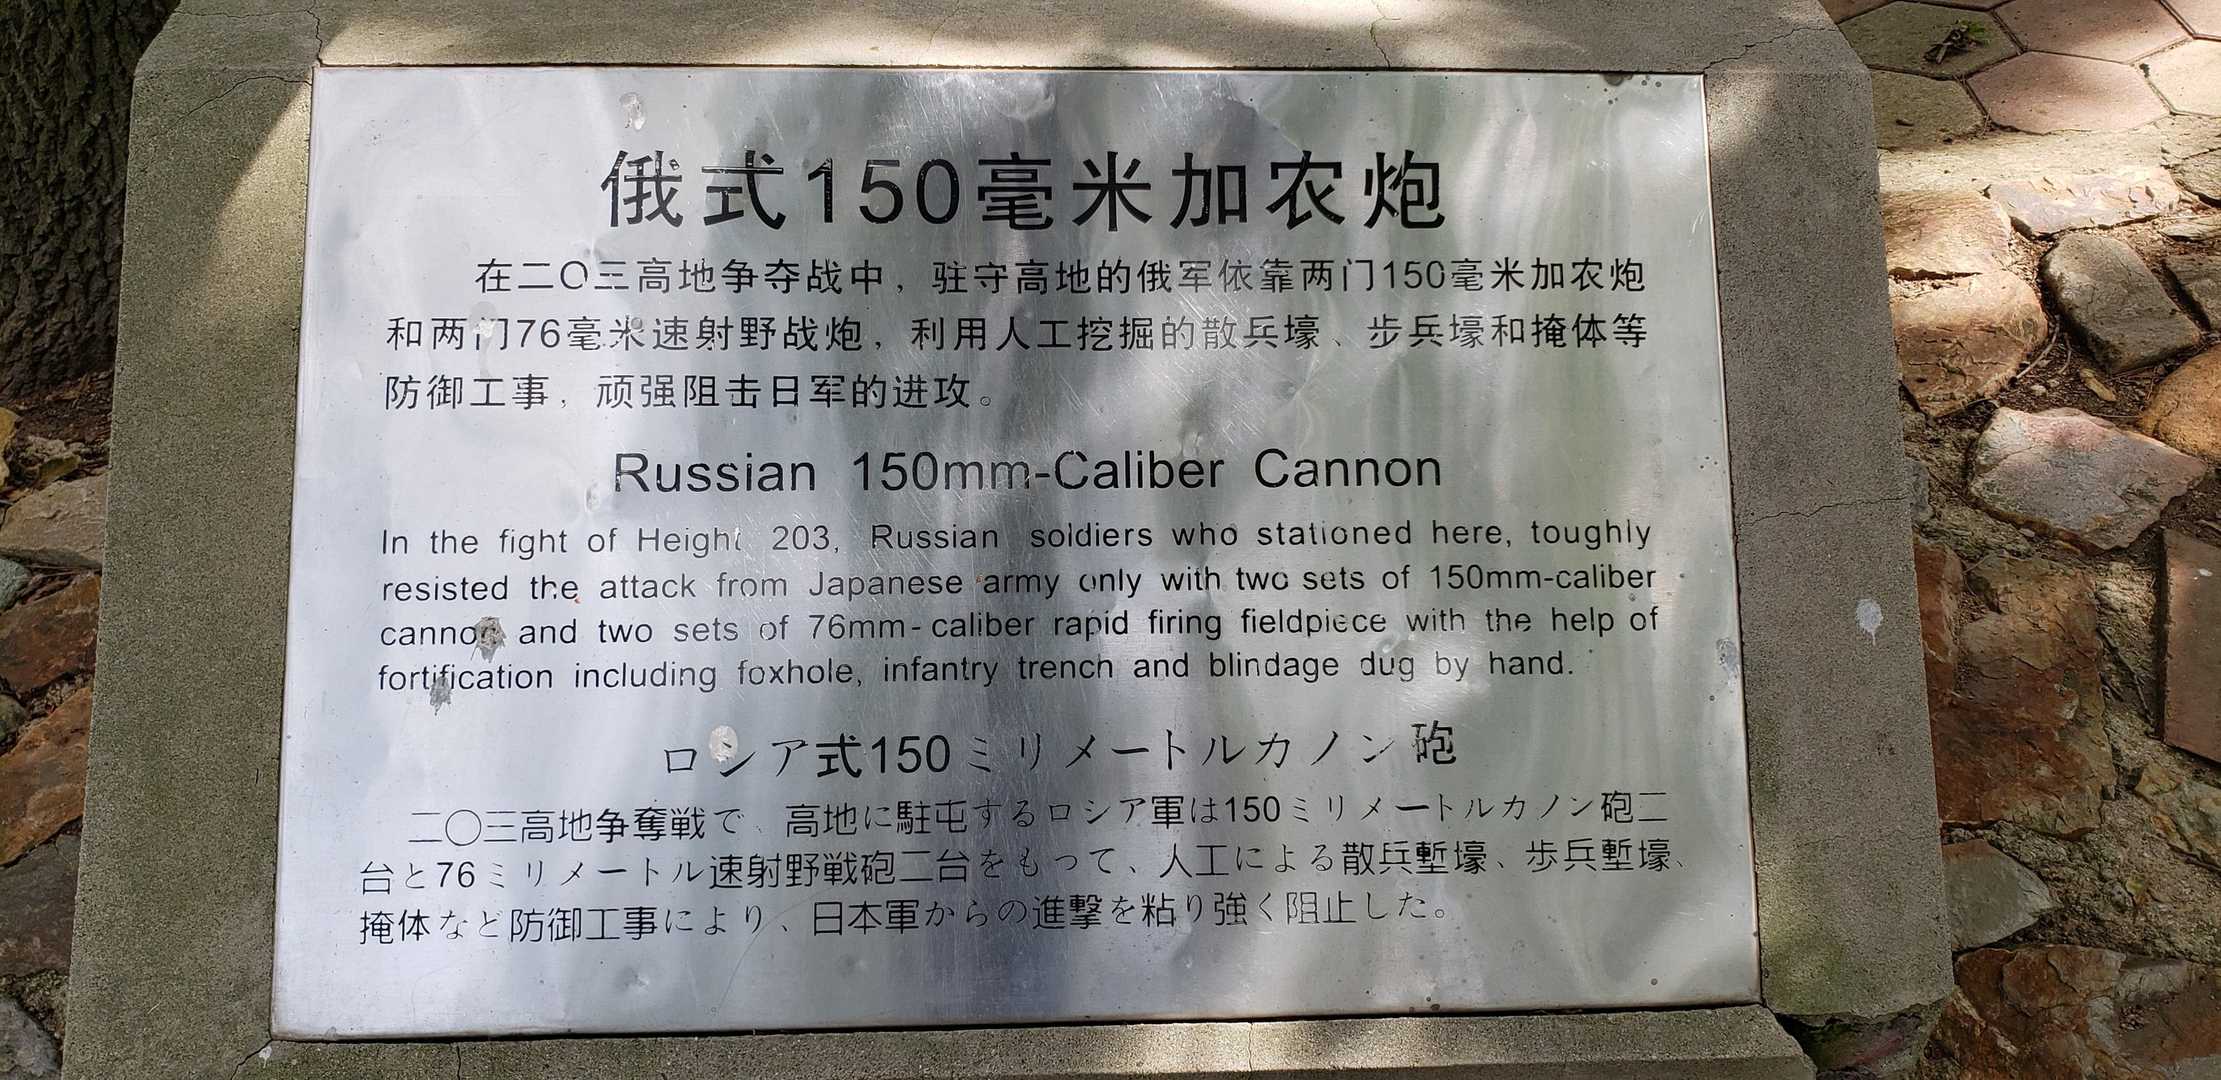 俄式150毫米加农炮
在二〇三高地争夺战中，驻守高地的俄军依靠两门150毫米加农炮
和两门76毫米速射野战炮，利用人工挖掘的散兵壕、步兵壕和掩体等
防御工事，顽强阻击日军的进攻。
Russian 150mm-Caliber Cannon
In the fight of Height 203, Russian soldiers who stationed here, toughly
resisted the attack from Japanese army only with two sets of 150mm-caliber
cannon and two sets of 76mm-caliber rapid firing fieldpiece with the help of
fortification including foxhole, infantry trench and blindage dug by hand.
ロシア式150ミリメートルカノン砲
二〇三高地争奪戦で、高地に駐屯するロシア軍は150ミリメートルカノン砲二
台と76ミリメートル速射野戦砲二台をもって、人工による散兵塹壕、歩兵塹壕、
掩体など防御工事により、日本軍からの進撃を粘り強く阻止した。